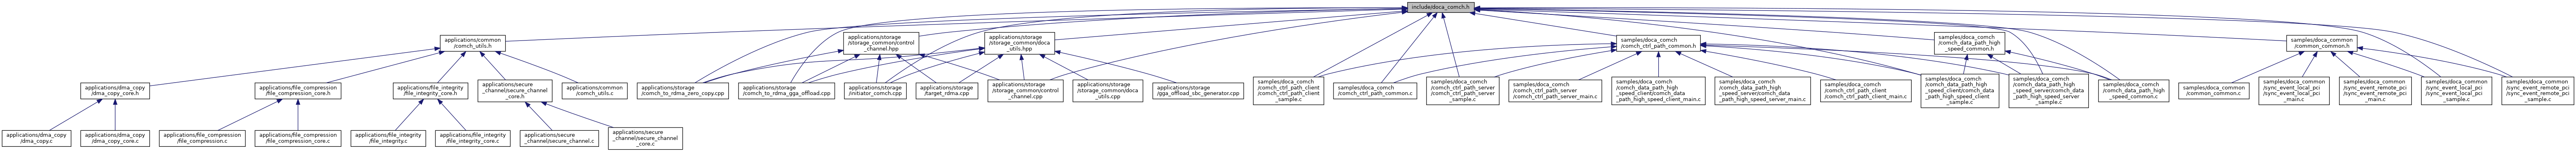 include/doca_comch.h
applications/common
/comch_utils.h
applications/storage
/storage_common/control
_channel.hpp
applications/storage
/storage_common/doca
_utils.hpp
samples/doca_comch
/comch_ctrl_path_common.h
samples/doca_comch
/comch_data_path_high
_speed_common.h
samples/doca_common
/common_common.h
applications/dma_copy
/dma_copy_core.h
applications/file_compression
/file_compression_core.h
applications/file_integrity
/file_integrity_core.h
applications/secure
_channel/secure_channel
_core.h
applications/common
/comch_utils.c
applications/storage
/comch_to_rdma_zero_copy.cpp
applications/storage
/comch_to_rdma_gga_offload.cpp
applications/storage
/initiator_comch.cpp
applications/storage
/target_rdma.cpp
applications/storage
/storage_common/control
_channel.cpp
applications/storage
/storage_common/doca
_utils.cpp
applications/storage
/gga_offload_sbc_generator.cpp
samples/doca_comch
/comch_ctrl_path_client
/comch_ctrl_path_client
_sample.c
samples/doca_comch
/comch_ctrl_path_common.c
samples/doca_comch
/comch_ctrl_path_server
/comch_ctrl_path_server
_sample.c
samples/doca_comch
/comch_ctrl_path_server
/comch_ctrl_path_server_main.c
samples/doca_comch
/comch_data_path_high
_speed_client/comch_data
_path_high_speed_client_main.c
samples/doca_comch
/comch_data_path_high
_speed_server/comch_data
_path_high_speed_server_main.c
samples/doca_comch
/comch_ctrl_path_client
/comch_ctrl_path_client_main.c
samples/doca_comch
/comch_data_path_high
_speed_client/comch_data
_path_high_speed_client
_sample.c
samples/doca_comch
/comch_data_path_high
_speed_server/comch_data
_path_high_speed_server
_sample.c
samples/doca_comch
/comch_data_path_high
_speed_common.c
samples/doca_common
/common_common.c
samples/doca_common
/sync_event_local_pci
/sync_event_local_pci
_main.c
samples/doca_common
/sync_event_remote_pci
/sync_event_remote_pci
_main.c
samples/doca_common
/sync_event_local_pci
/sync_event_local_pci
_sample.c
samples/doca_common
/sync_event_remote_pci
/sync_event_remote_pci
_sample.c
applications/dma_copy
/dma_copy.c
applications/dma_copy
/dma_copy_core.c
applications/file_compression
/file_compression.c
applications/file_compression
/file_compression_core.c
applications/file_integrity
/file_integrity.c
applications/file_integrity
/file_integrity_core.c
applications/secure
_channel/secure_channel.c
applications/secure
_channel/secure_channel
_core.c